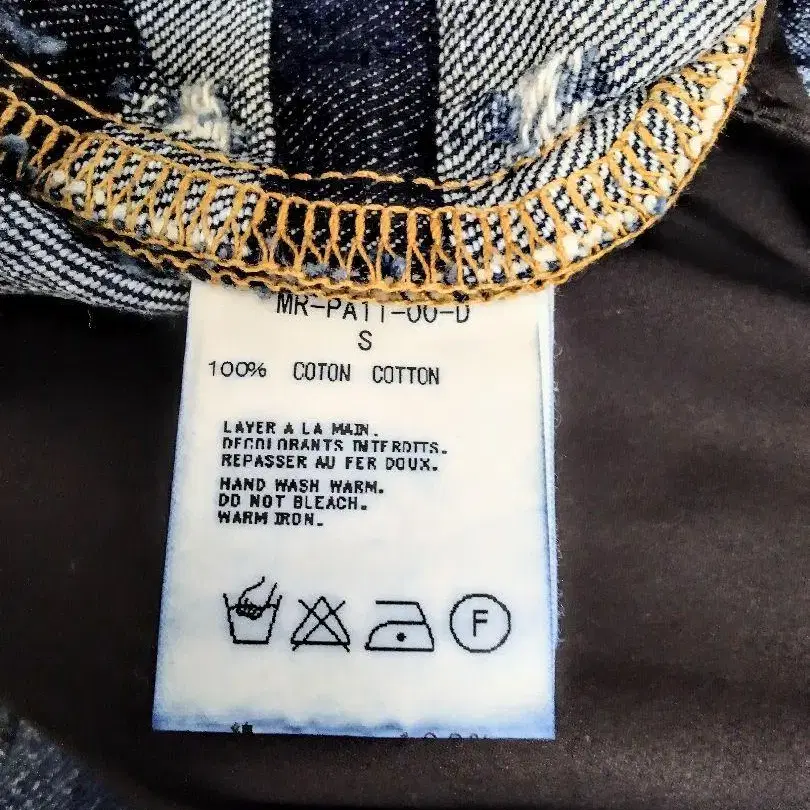 MR-PA11-00-D
S
100% COTON COTTON
LAVER A LA MAIN.
DECOLORANTS INTERDITS.
REPASSER AU FER DOUX.
HAND WASH WARM.
DO NOT BLEACH.
WARM IRON.
F